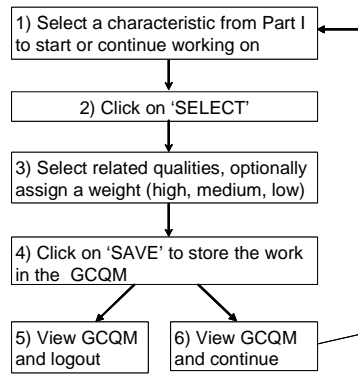 1) Select a characteristic from Part I
to start or continue working on
2) Click on ‘SELECT’
3) Select related qualities, optionally
assign a weight (high, medium, low)
4) Click on ‘SAVE’ to store the work
in the GCQM
5) View GCQM
and logout
6) View GCQM
and continue